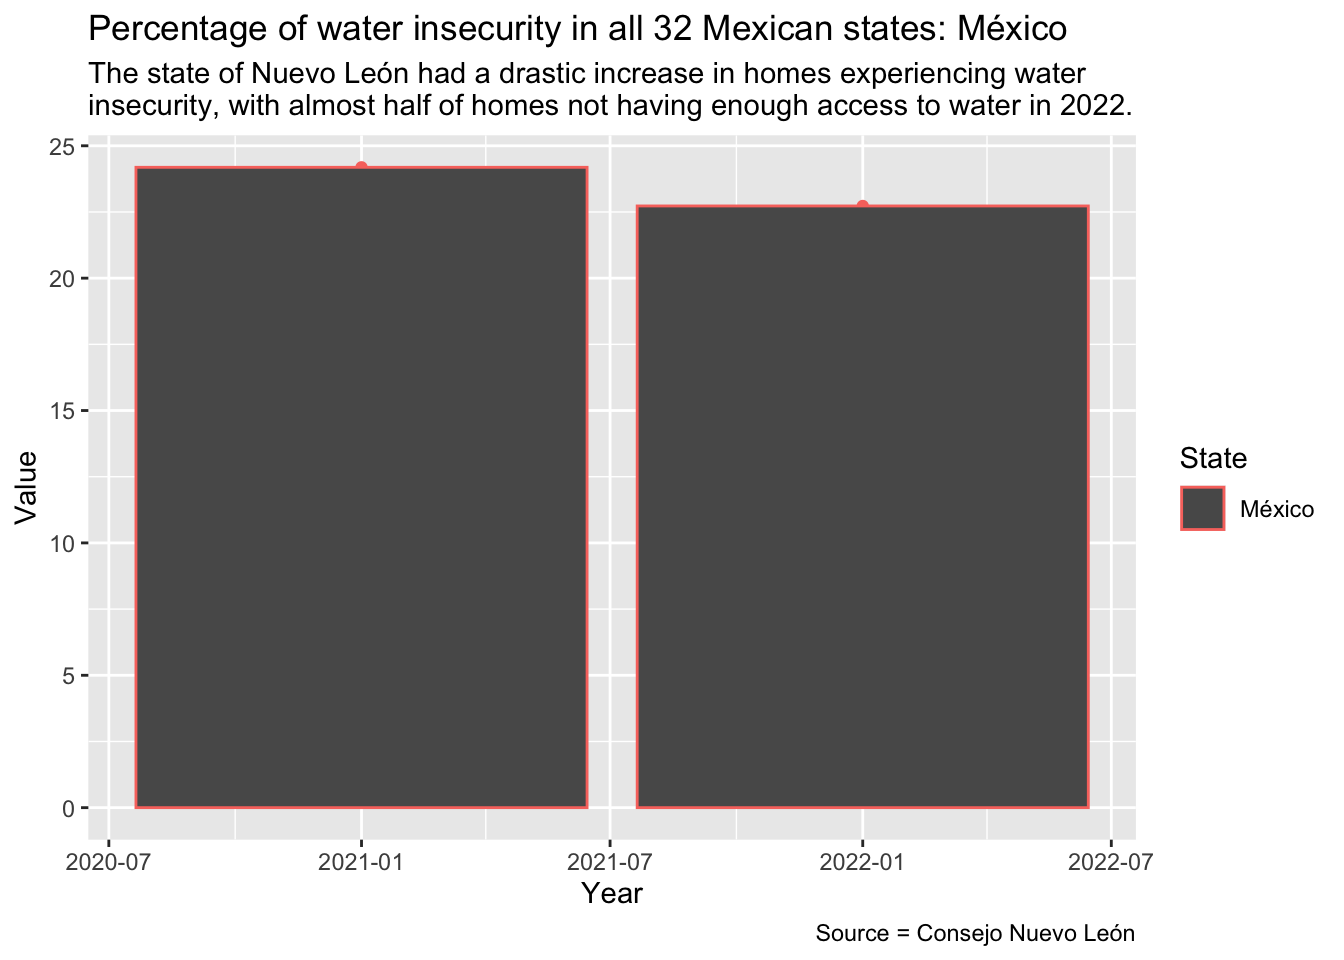 Percentage of water insecurity in all 32 Mexican states: México
The state of Nuevo León had a drastic increase in homes experiencing water
insecurity, with almost half of homes not having enough access to water in 2022.
25
20
15
10
5
0
Value
2020-07
2021-01
2021-07
2022-01
2022-07
Year
State
México
Source = Consejo Nuevo León